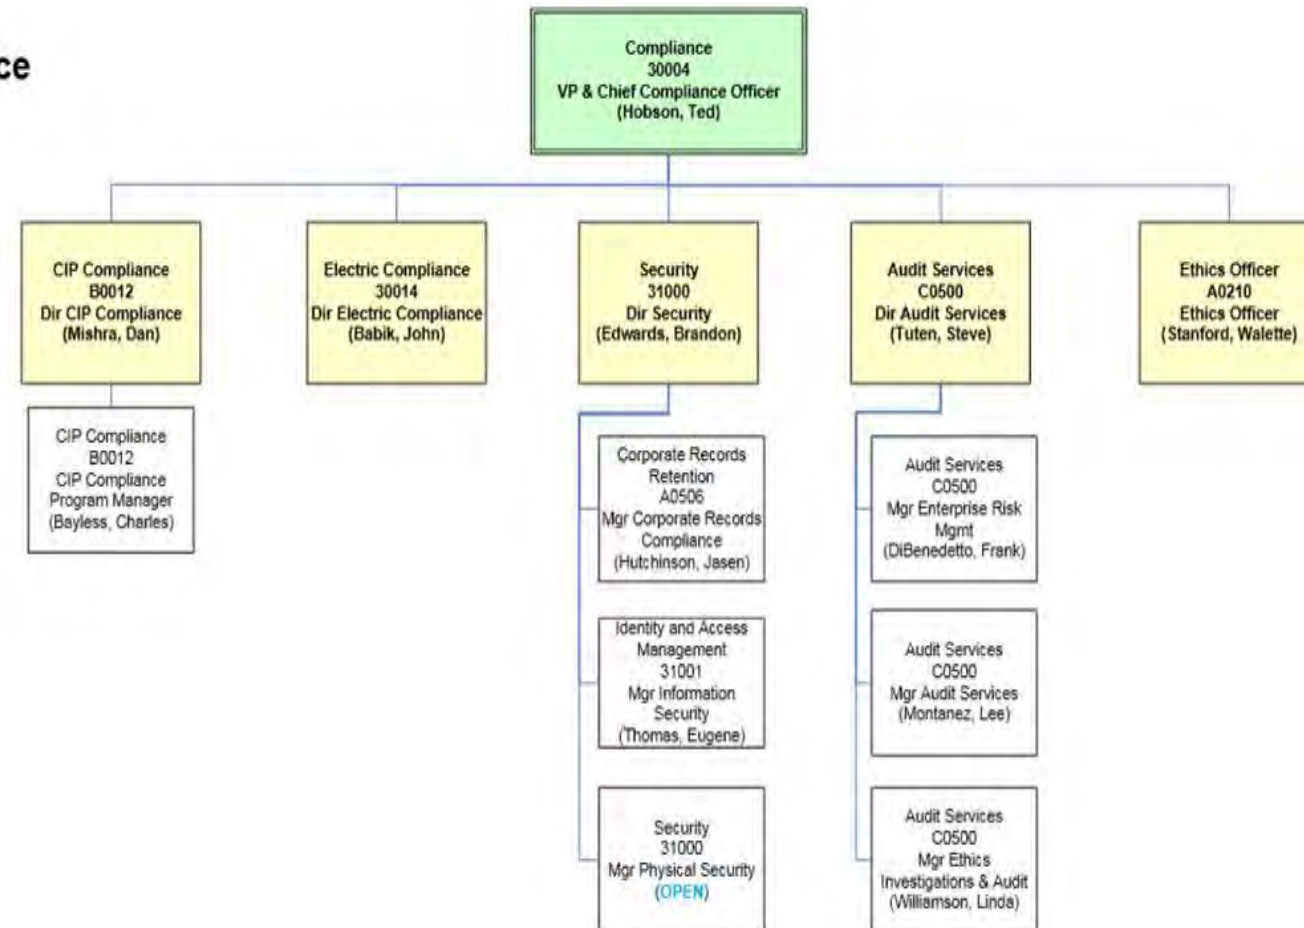 ce
Compliance
30004
VP & Chief Compliance Officer
(Hobson, Ted)
CIP Compliance
B0012
Dir CIP Compliance
(Mishra, Dan)
Electric Compliance
30014
Dir Electric Compliance
(Babik, John)
Security
31000
Dir Security
(Edwards, Brandon)
Audit Services
C0500
Dir Audit Services
(Tuten, Steve)
Ethics Officer
A0210
Ethics Officer
(Stanford, Walette)
CIP Compliance
B0012
CIP Compliance
Program Manager
(Bayless, Charles)
Corporate Records
Retention
A0506
Mgr Corporate Records
Compliance
(Hutchinson, Jasen)
Identity and Access
Management
31001
Mgr Information
Security
(Thomas, Eugene)
Security
31000
Mgr Physical Security
(OPEN)
Audit Services
C0500
Mgr Enterprise Risk
Mgmt
(DiBenedetto, Frank)
Audit Services
C0500
Mgr Audit Services
(Montanez, Lee)
Audit Services
C0500
Mgr Ethics
Investigations & Audit
(Williamson, Linda)